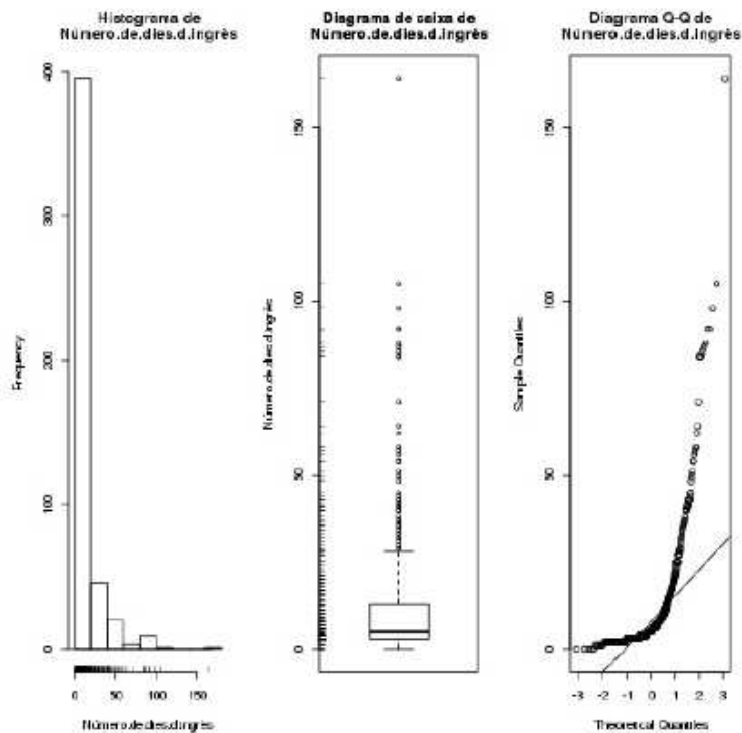 Histograma de
Número.de.dies.d.ingrès
400
300
200
100
0
Frequency
0 50 150
Número.de.dies.d.ingrès
Diagrama de caixa de
Número.de.dies.d.ingrès
150
100
50
0
Número.de.dies.d.ingrès
Diagrama Q-Q de
Número.de.dies.d.ingrès
150
100
50
0
Sample Quantiles
-3 -2 -1 0 1 2 3
Theoretical Quantiles